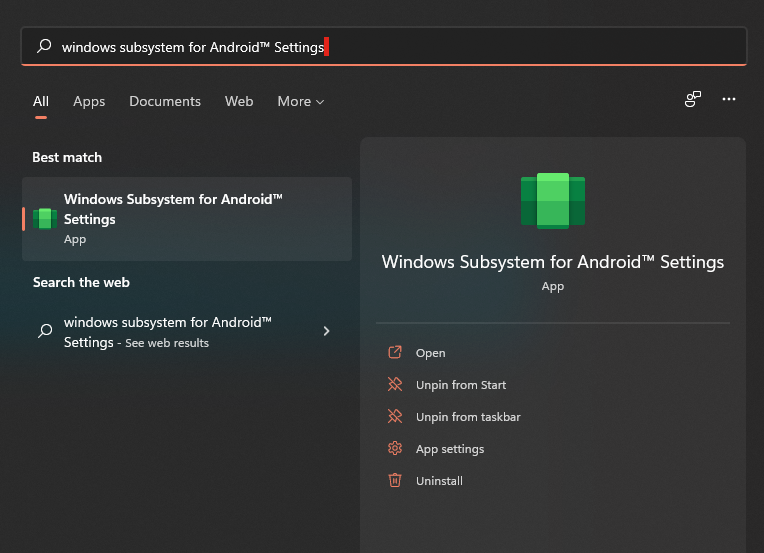 windows subsystem for Android™ Settings
All Apps Documents Web More
Best match
Windows Subsystem for Android™
Settings
App
Search the web
windows subsystem for Android™
Settings - See web results
Windows Subsystem for Android™ Settings
App
Open
Unpin from Start
Unpin from taskbar
App settings
Uninstall